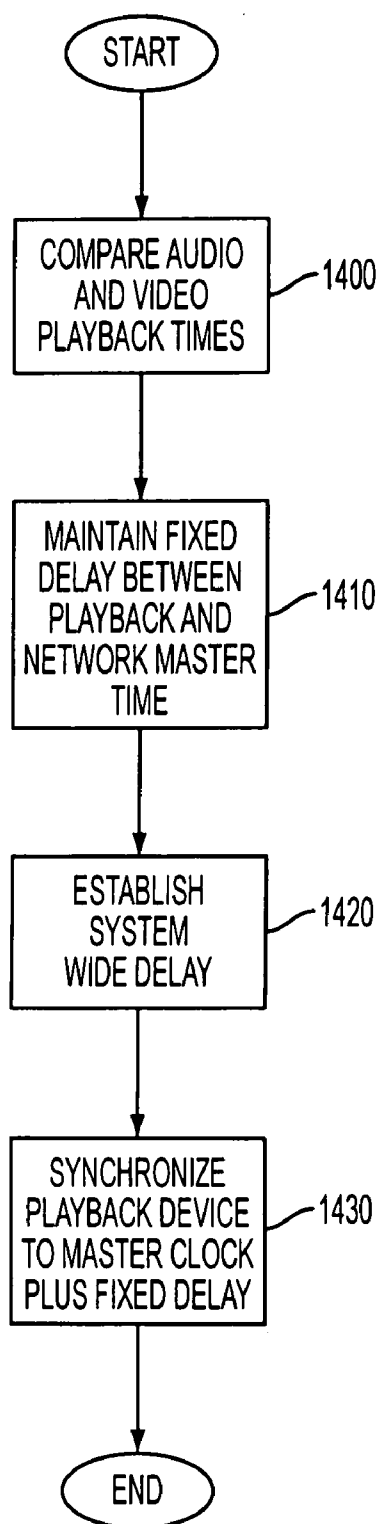 START
COMPARE AUDIO
AND VIDEO
PLAYBACK TIMES
1400
MAINTAIN FIXED
DELAY BETWEEN
PLAYBACK AND
NETWORK MASTER
TIME
1410
ESTABLISH
SYSTEM
WIDE DELAY
1420
SYNCHRONIZE
PLAYBACK DEVICE
TO MASTER CLOCK
PLUS FIXED DELAY
1430
END